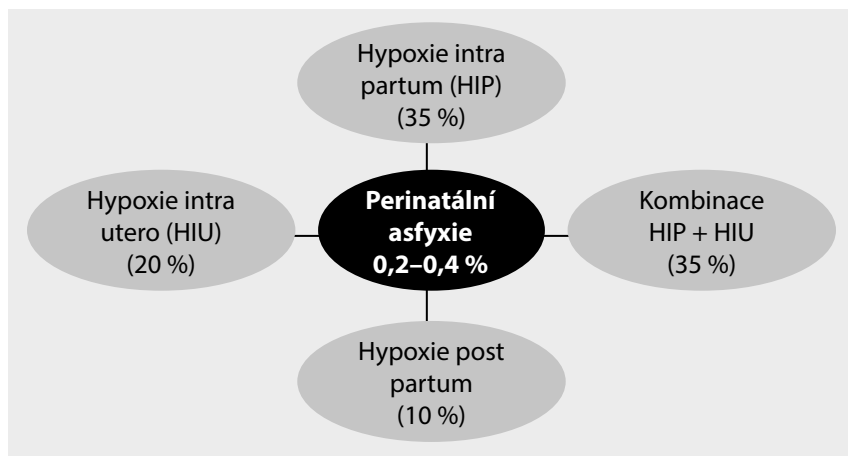 Hypoxie intra
partum (HIP)
(35 %)
Hypoxie intra
utero (HIU)
(20 %)
Perinatální
asfyxie
0,2–0,4 %
Kombinace
HIP + HIU
(35 %)
Hypoxie post
partum
(10 %)